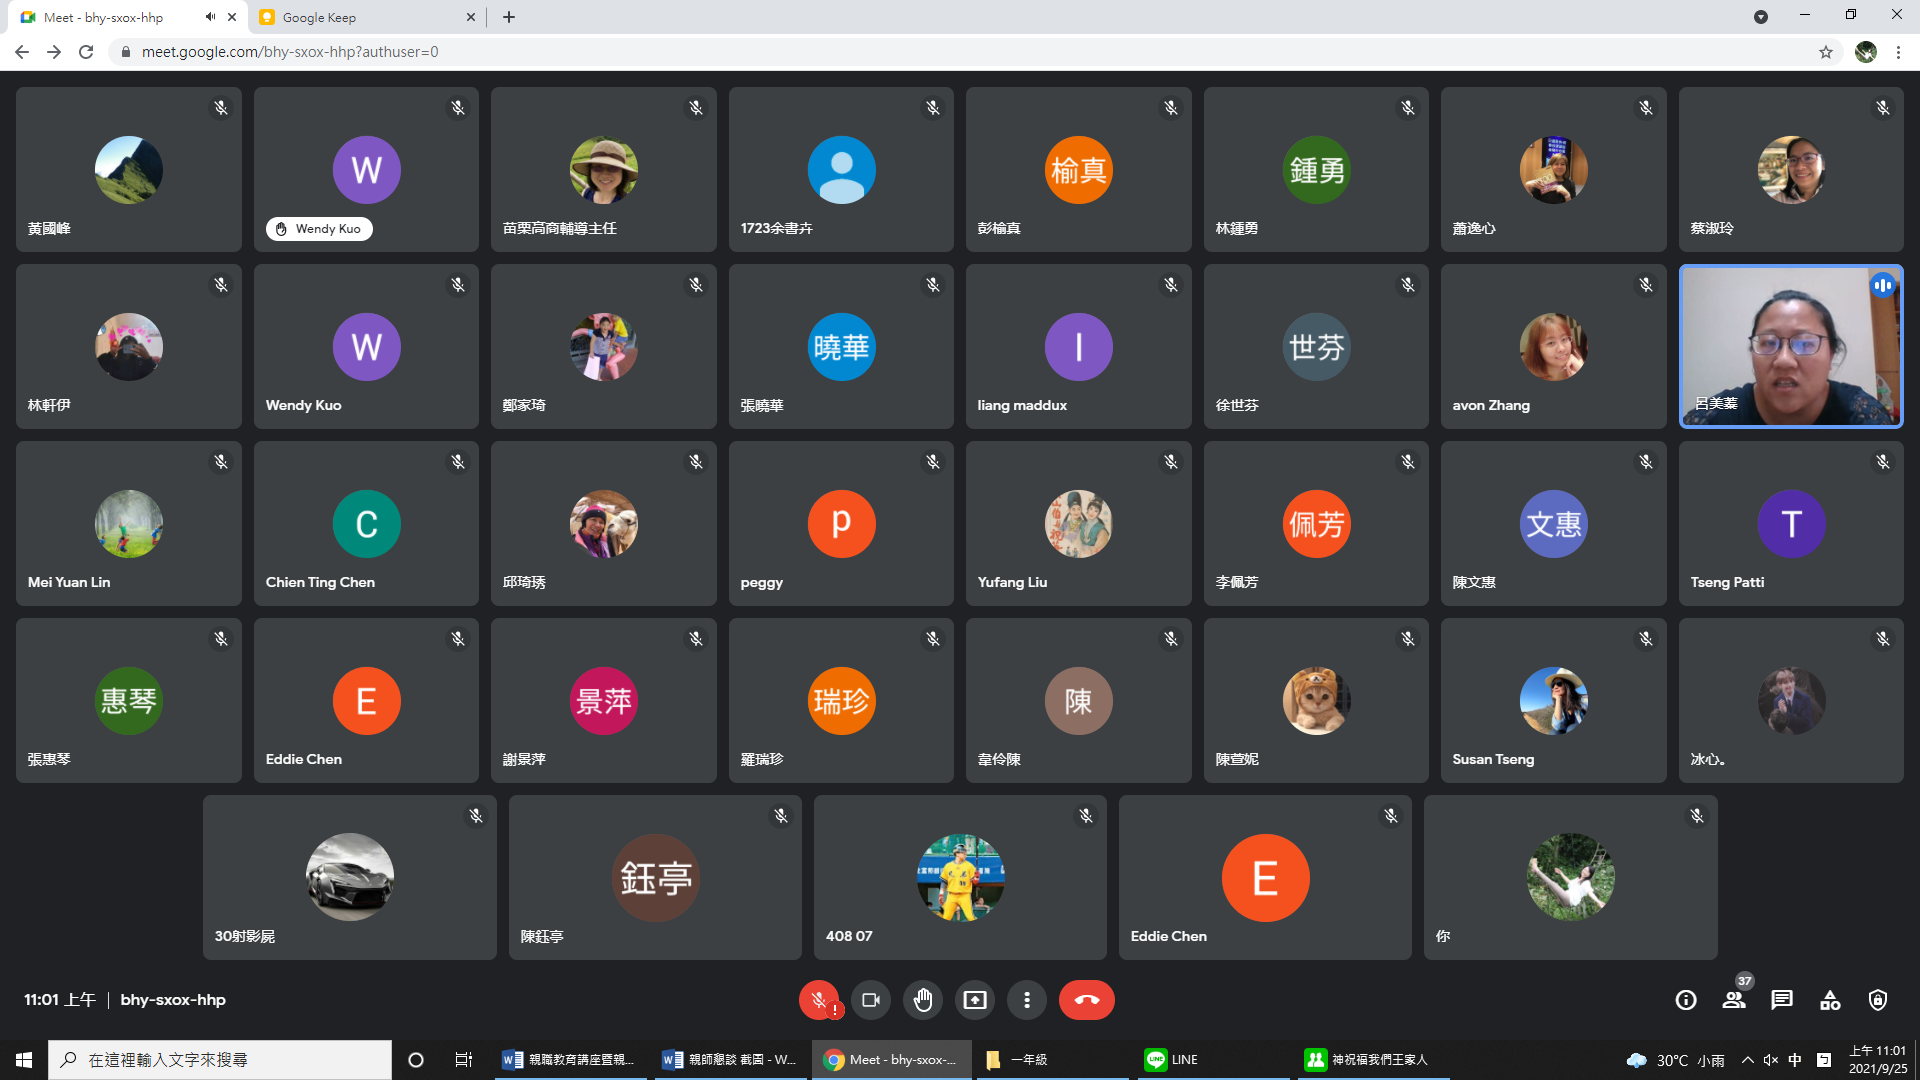 Meet - bhy-sxox-hhp
Google Keep
meet.google.com/bhy-sxox-hhp?authuser=0
黃國峰
W
Wendy Kuo
苗栗高商輔導主任
1723余書卉
榆真
彭榆真
鍾勇
林鍾勇
蕭逸心
蔡淑玲
林軒伊
W
Wendy Kuo
鄭家琦
曉華
張曉華
l
liang maddux
世芬
徐世芬
avon Zhang
呂美蓁
Mei Yuan Lin
C
Chien Ting Chen
邱琦琇
p
peggy
Yufang Liu
佩芳
李佩芳
文惠
陳文惠
T
Tseng Patti
惠琴
張惠琴
E
Eddie Chen
景萍
謝景萍
瑞珍
羅瑞珍
陳
韋伶陳
陳萱妮
Susan Tseng
冰心。
30射影屍
鈺亭
陳鈺亭
408 07
E
Eddie Chen
你
11:01 上午 | bhy-sxox-hhp
37
在這裡輸入文字來搜尋
親職教育講座暨親...
親師懇談 截圖 - W...
Meet - bhy-sxox-...
一年級
LINE
神祝福我們王家人
30°C 小雨
中
上午 11:01
2021/9/25